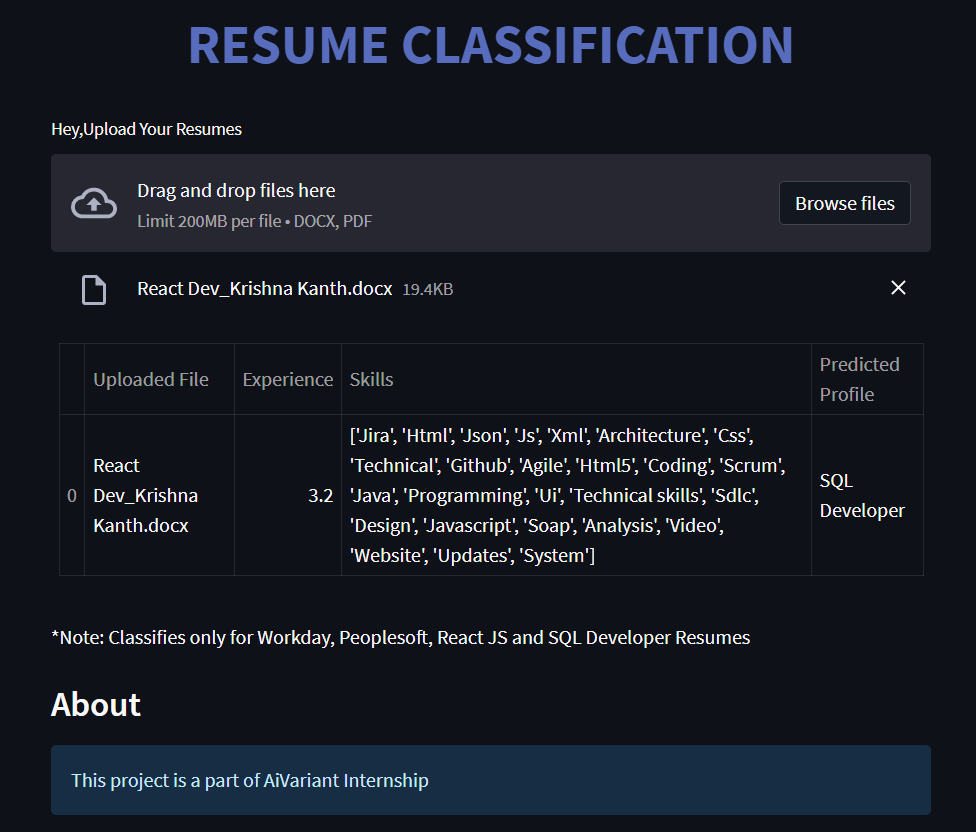 RESUME CLASSIFICATION
Hey,Upload Your Resumes
Drag and drop files here
Limit 200MB per file • DOCX, PDF
Browse files
React Dev_Krishna Kanth.docx 19.4KB
Uploaded File
Experience
Skills
Predicted
Profile
0
React
Dev_Krishna
Kanth.docx
3.2
['Jira', 'Html', 'Json', 'Js', 'Xml', 'Architecture', 'Css',
'Technical', 'Github', 'Agile', 'Html5', 'Coding', 'Scrum',
'Java', 'Programming', 'Ui', 'Technical skills', 'Sdlc',
'Design', 'Javascript', 'Soap', 'Analysis', 'Video',
'Website', 'Updates', 'System']
SQL
Developer
*Note: Classifies only for Workday, Peoplesoft, React JS and SQL Developer Resumes
About
This project is a part of AiVariant Internship